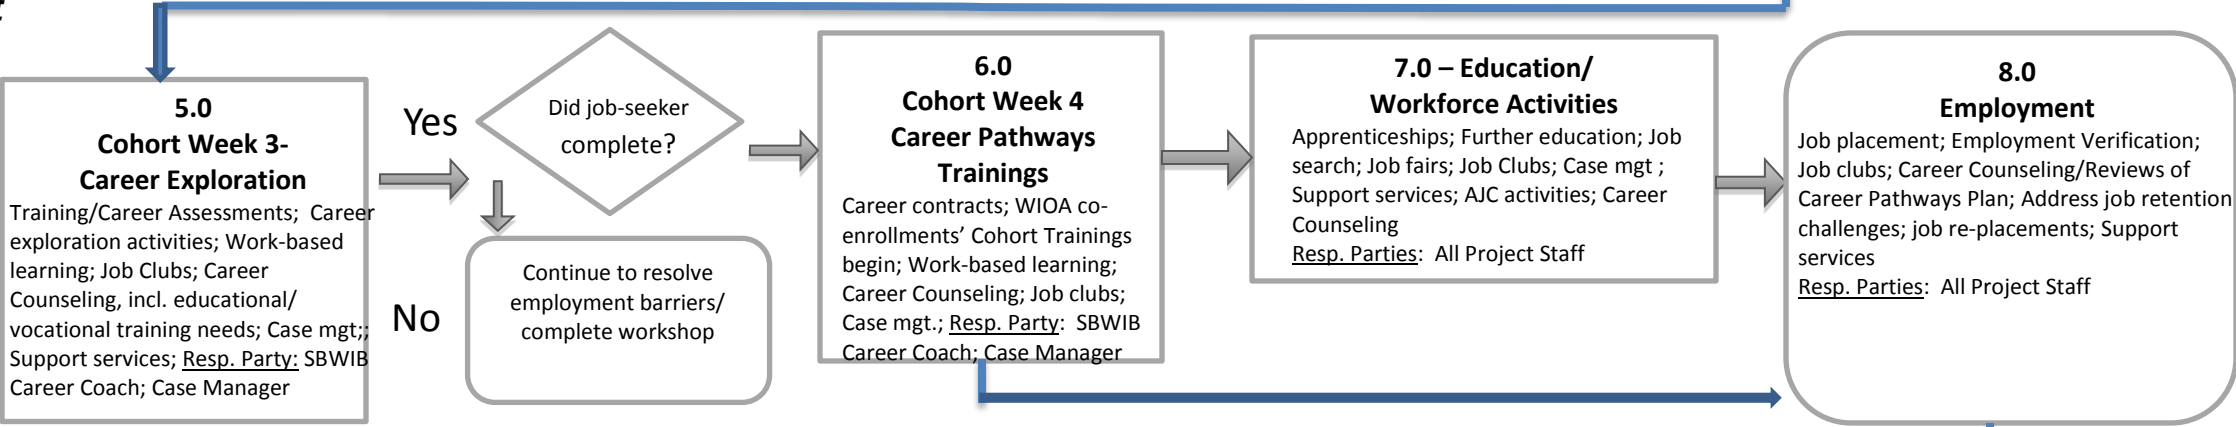 5.0
Cohort Week 3-
Career Exploration
Training/Career Assessments; Career
exploration activities; Work-based
learning; Job Clubs; Career
Counseling, incl. educational/
vocational training needs; Case mgt;;
Support services; Resp. Party: SBWIB
Career Coach; Case Manager
Yes
No
Did job-seeker
complete?
Continue to resolve
employment barriers/
complete workshop
6.0
Cohort Week 4
Career Pathways
Trainings
Career contracts; WIOA co-
enrollments’ Cohort Trainings
begin; Work-based learning;
Career Counseling; Job clubs;
Case mgt.; Resp. Party: SBWIB
Career Coach; Case Manager
7.0 – Education/
Workforce Activities
Apprenticeships; Further education; Job
search; Job fairs; Job Clubs; Case mgt ;
Support services; AJC activities; Career
Counseling
Resp. Parties: All Project Staff
8.0
Employment
Job placement; Employment Verification;
Job clubs; Career Counseling/Reviews of
Career Pathways Plan; Address job retention
challenges; job re-placements; Support
services
Resp. Parties: All Project Staff